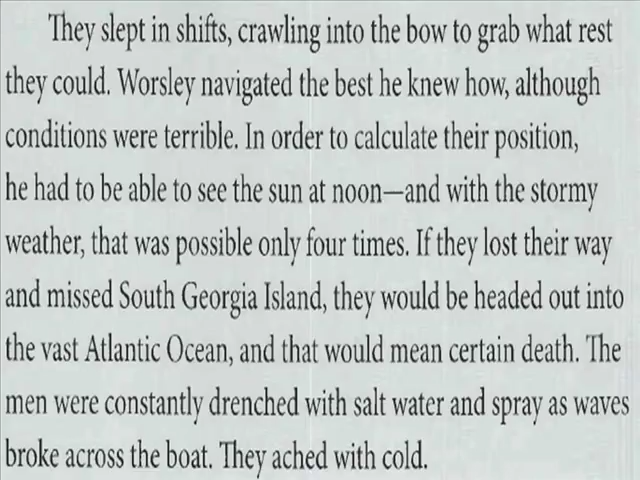 They slept in shifts, crawling into the bow to grab what rest
they could. Worsley navigated the best he knew how, although
conditions were terrible. In order to calculate their position,
he had to be able to see the sun at noon—and with the stormy
weather, that was possible only four times. If they lost their way
and missed South Georgia Island, they would be headed out into
the vast Atlantic Ocean, and that would mean certain death. The
men were constantly drenched with salt water and spray as waves
broke across the boat. They ached with cold.